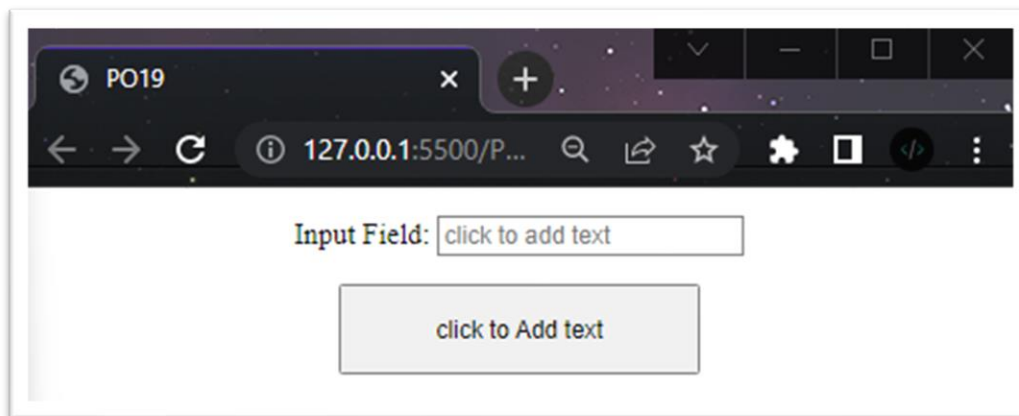 PO19
127.0.0.1:5500/P...
Input Field: click to add text
click to Add text